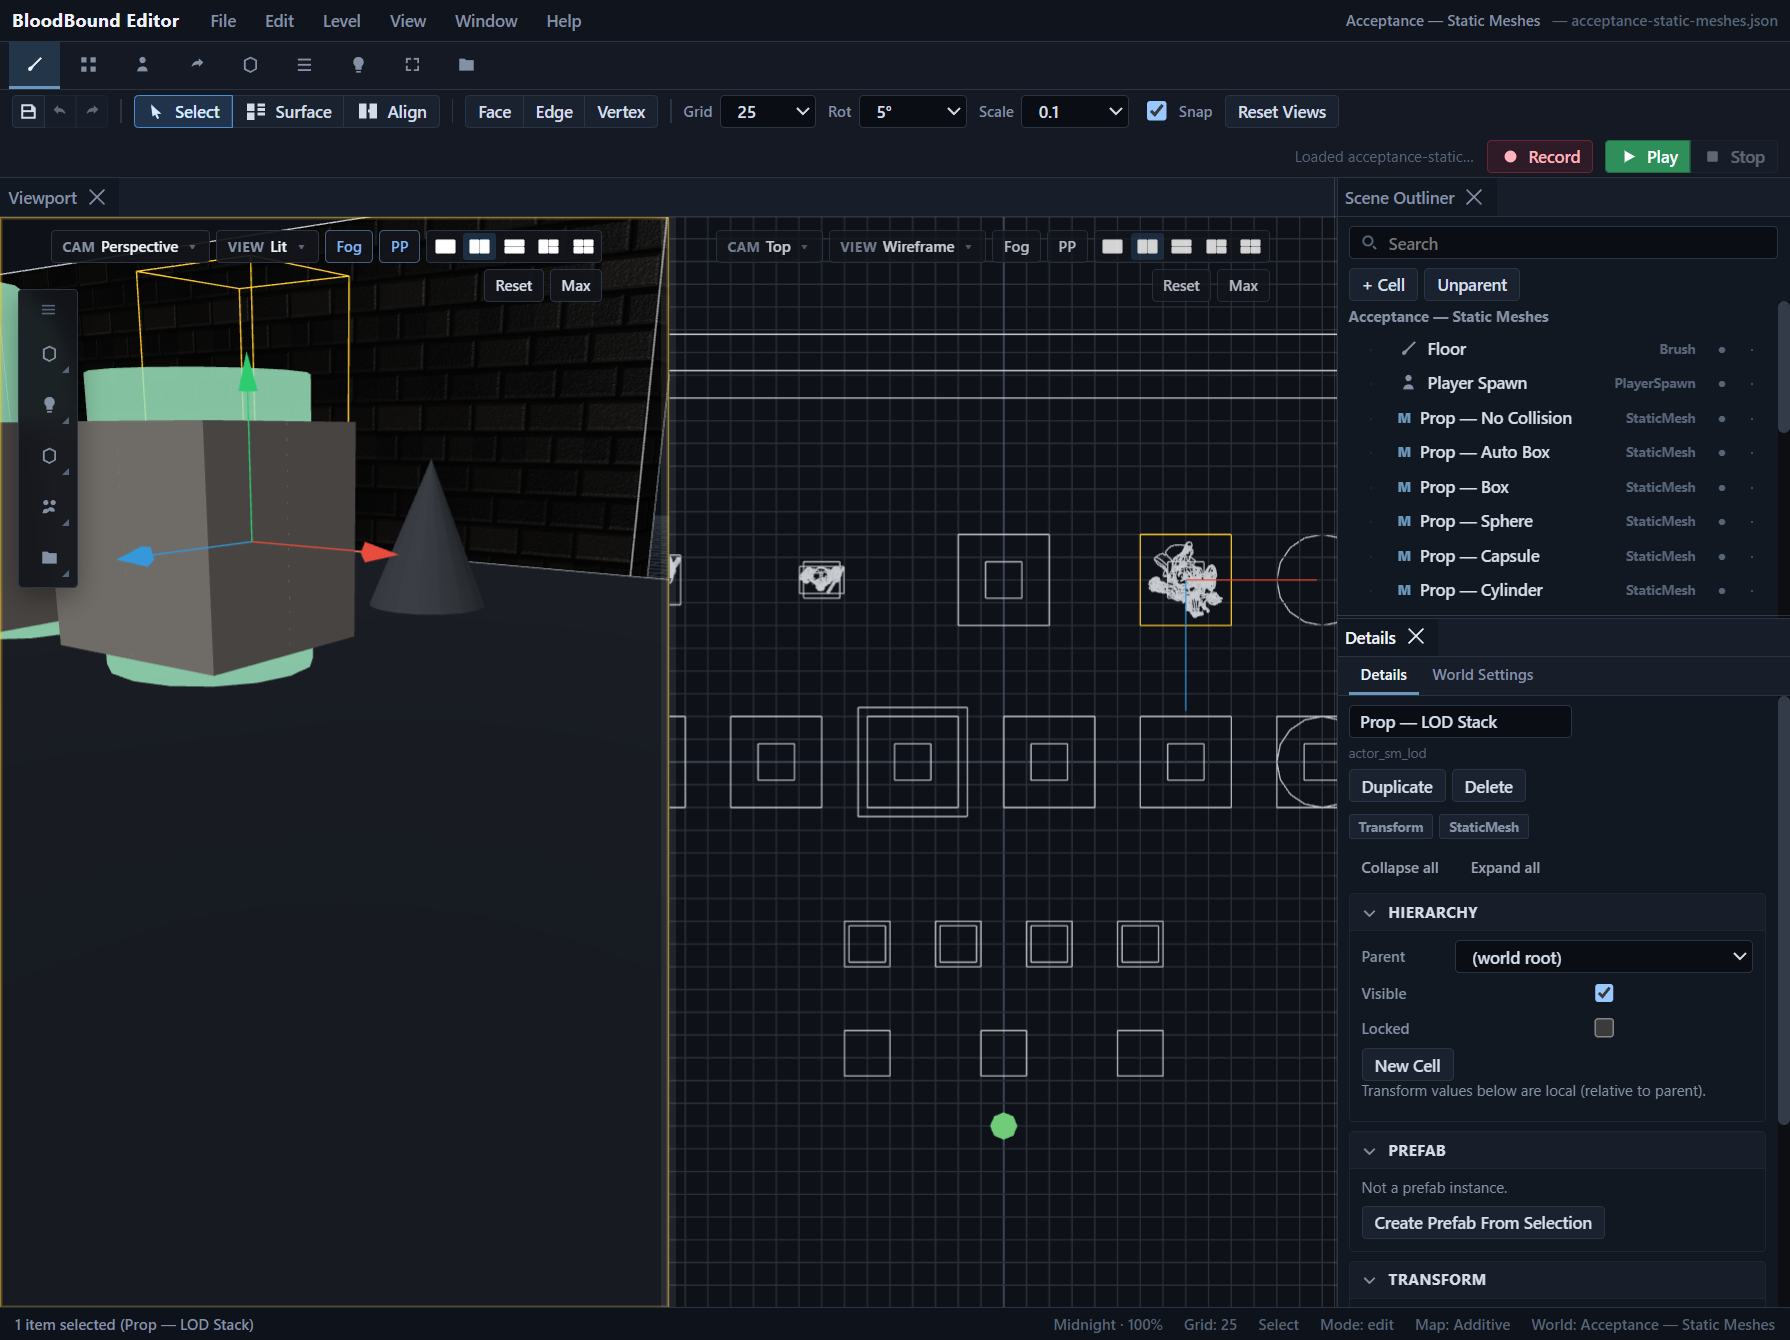 BloodBound Editor File Edit Level View Window Help Acceptance — Static Meshes — acceptance-static-meshes.json
Select Surface Align Face Edge Vertex Grid 25 Rot 5° Scale 0.1 Snap Reset Views
Loaded acceptance-static... Record Play Stop
Viewport
CAM Perspective VIEW Lit Fog PP
Reset Max
CAM Top VIEW Wireframe Fog PP
Reset Max
Scene Outliner
Search
+ Cell Unparent
Acceptance — Static Meshes
Floor Brush
Player Spawn PlayerSpawn
M Prop — No Collision StaticMesh
M Prop — Auto Box StaticMesh
M Prop — Box StaticMesh
M Prop — Sphere StaticMesh
M Prop — Capsule StaticMesh
M Prop — Cylinder StaticMesh
Details
Details World Settings
Prop — LOD Stack
actor_sm_lod
Duplicate Delete
Transform StaticMesh
Collapse all Expand all
HIERARCHY
Parent (world root)
Visible
Locked
New Cell
Transform values below are local (relative to parent).
PREFAB
Not a prefab instance.
Create Prefab From Selection
TRANSFORM
1 item selected (Prop — LOD Stack) Midnight · 100% Grid: 25 Select Mode: edit Map: Additive World: Acceptance — Static Meshes